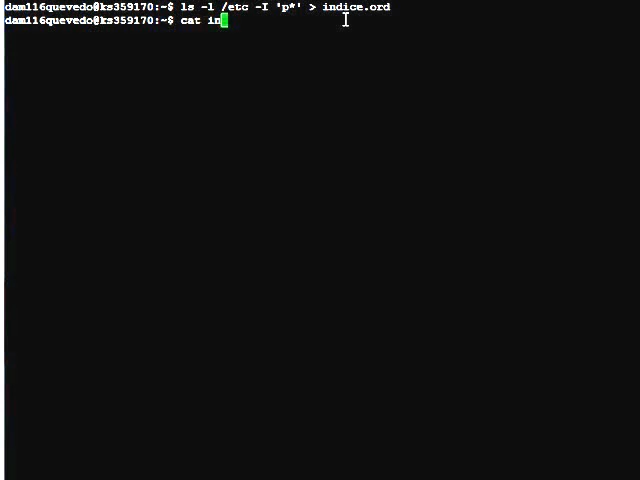 dam116quevedo@ks359170:~$ ls -l /etc -I 'p*' > indice.ord
dam116quevedo@ks359170:~$ cat in